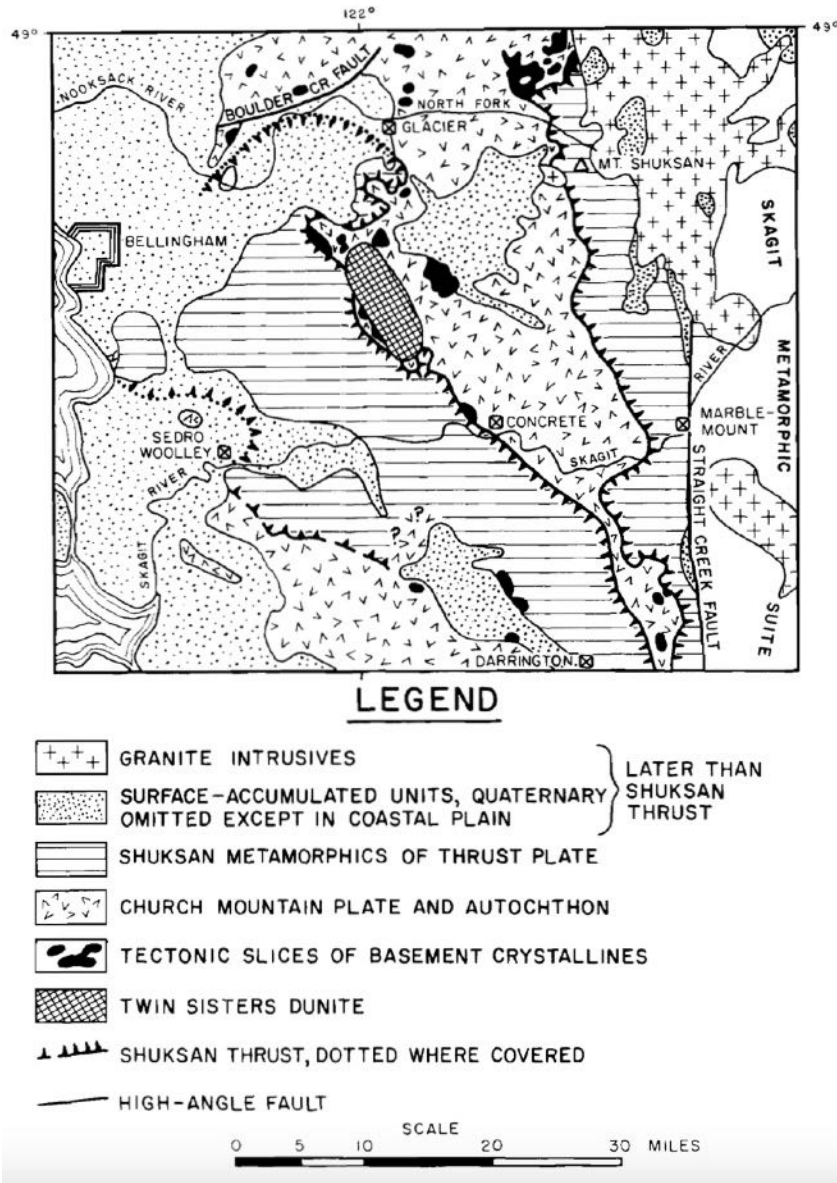 122°
49°
49°
NOOKSACK RIVER
BOULDER CR. FAULT
NORTH FORK
GLACIER
MT. SHUKSAN
BELLINGHAM
SKAGIT
RIVER
METAMORPHIC
CONCRETE
MARBLE-
MOUNT
SEDRO
WOOLLEY
SKAGIT
RIVER
SKAGIT
STRAIGHT CREEK FAULT
?
?
SUITE
DARRINGTON
LEGEND
GRANITE INTRUSIVES
SURFACE-ACCUMULATED UNITS, QUATERNARY
OMITTED EXCEPT IN COASTAL PLAIN
LATER THAN
SHUKSAN
THRUST
SHUKSAN METAMORPHICS OF THRUST PLATE
CHURCH MOUNTAIN PLATE AND AUTOCHTHON
TECTONIC SLICES OF BASEMENT CRYSTALLINES
TWIN SISTERS DUNITE
SHUKSAN THRUST, DOTTED WHERE COVERED
HIGH-ANGLE FAULT
SCALE
0 5 10 20 30 MILES